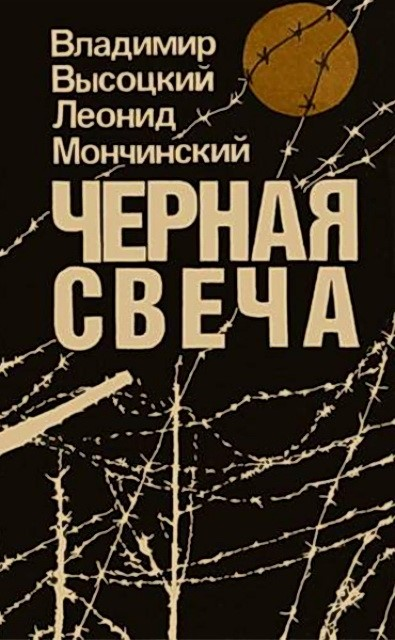 Владимир
Высоцкий
Леонид
Мончинский
ЧЕРНАЯ
СВЕЧА